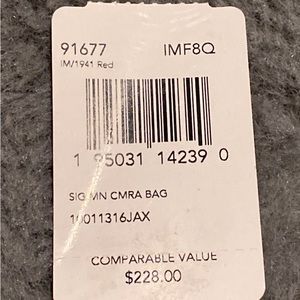 91677 IMF8Q
IM/1941 Red
1 95031 14239 0
SIG MN CMRA BAG
10011316JAX
COMPARABLE VALUE
$228.00